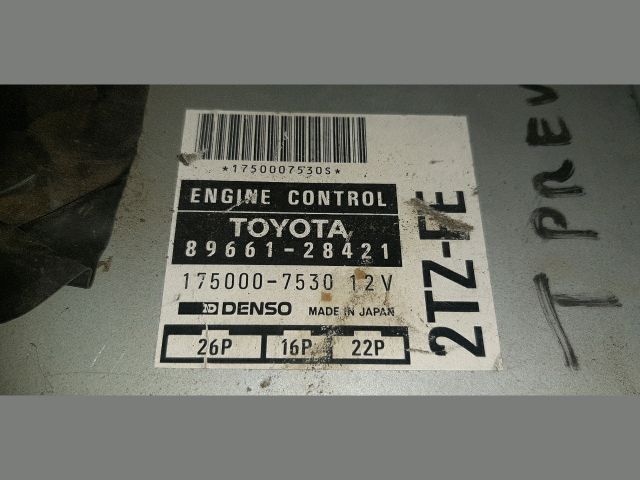 *1750007530S*
ENGINE CONTROL
TOYOTA
89661-28421
175000-7530 12V
DENSO MADE IN JAPAN
26P 16P 22P
2TZ-FE
T PREV